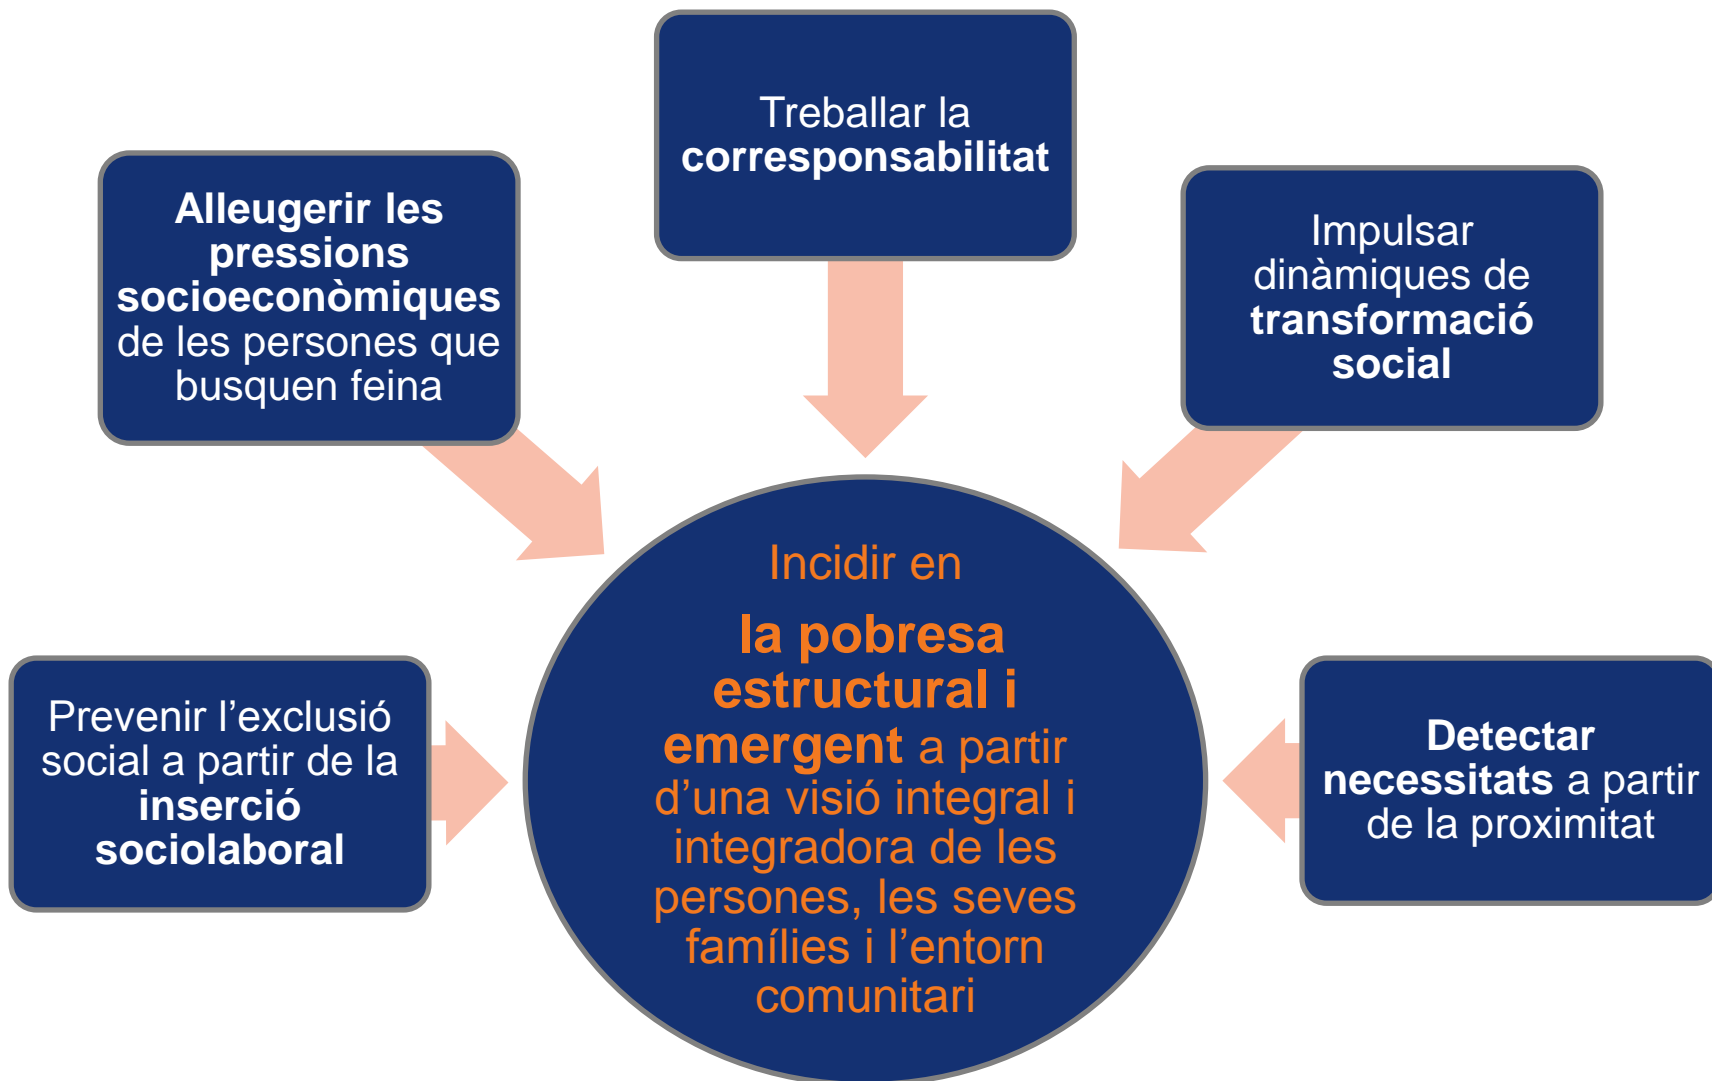 Treballar la
corresponsabilitat
Alleugerir les
pressions
socioeconòmiques
de les persones que
busquen feina
Impulsar
dinàmiques de
transformació
social
Prevenir l’exclusió
social a partir de la
inserció
sociolaboral
Incidir en
la pobresa
estructural i
emergent a partir
d’una visió integral i
integradora de les
persones, les seves
famílies i l’entorn
comunitari
Detectar
necessitats a partir
de la proximitat